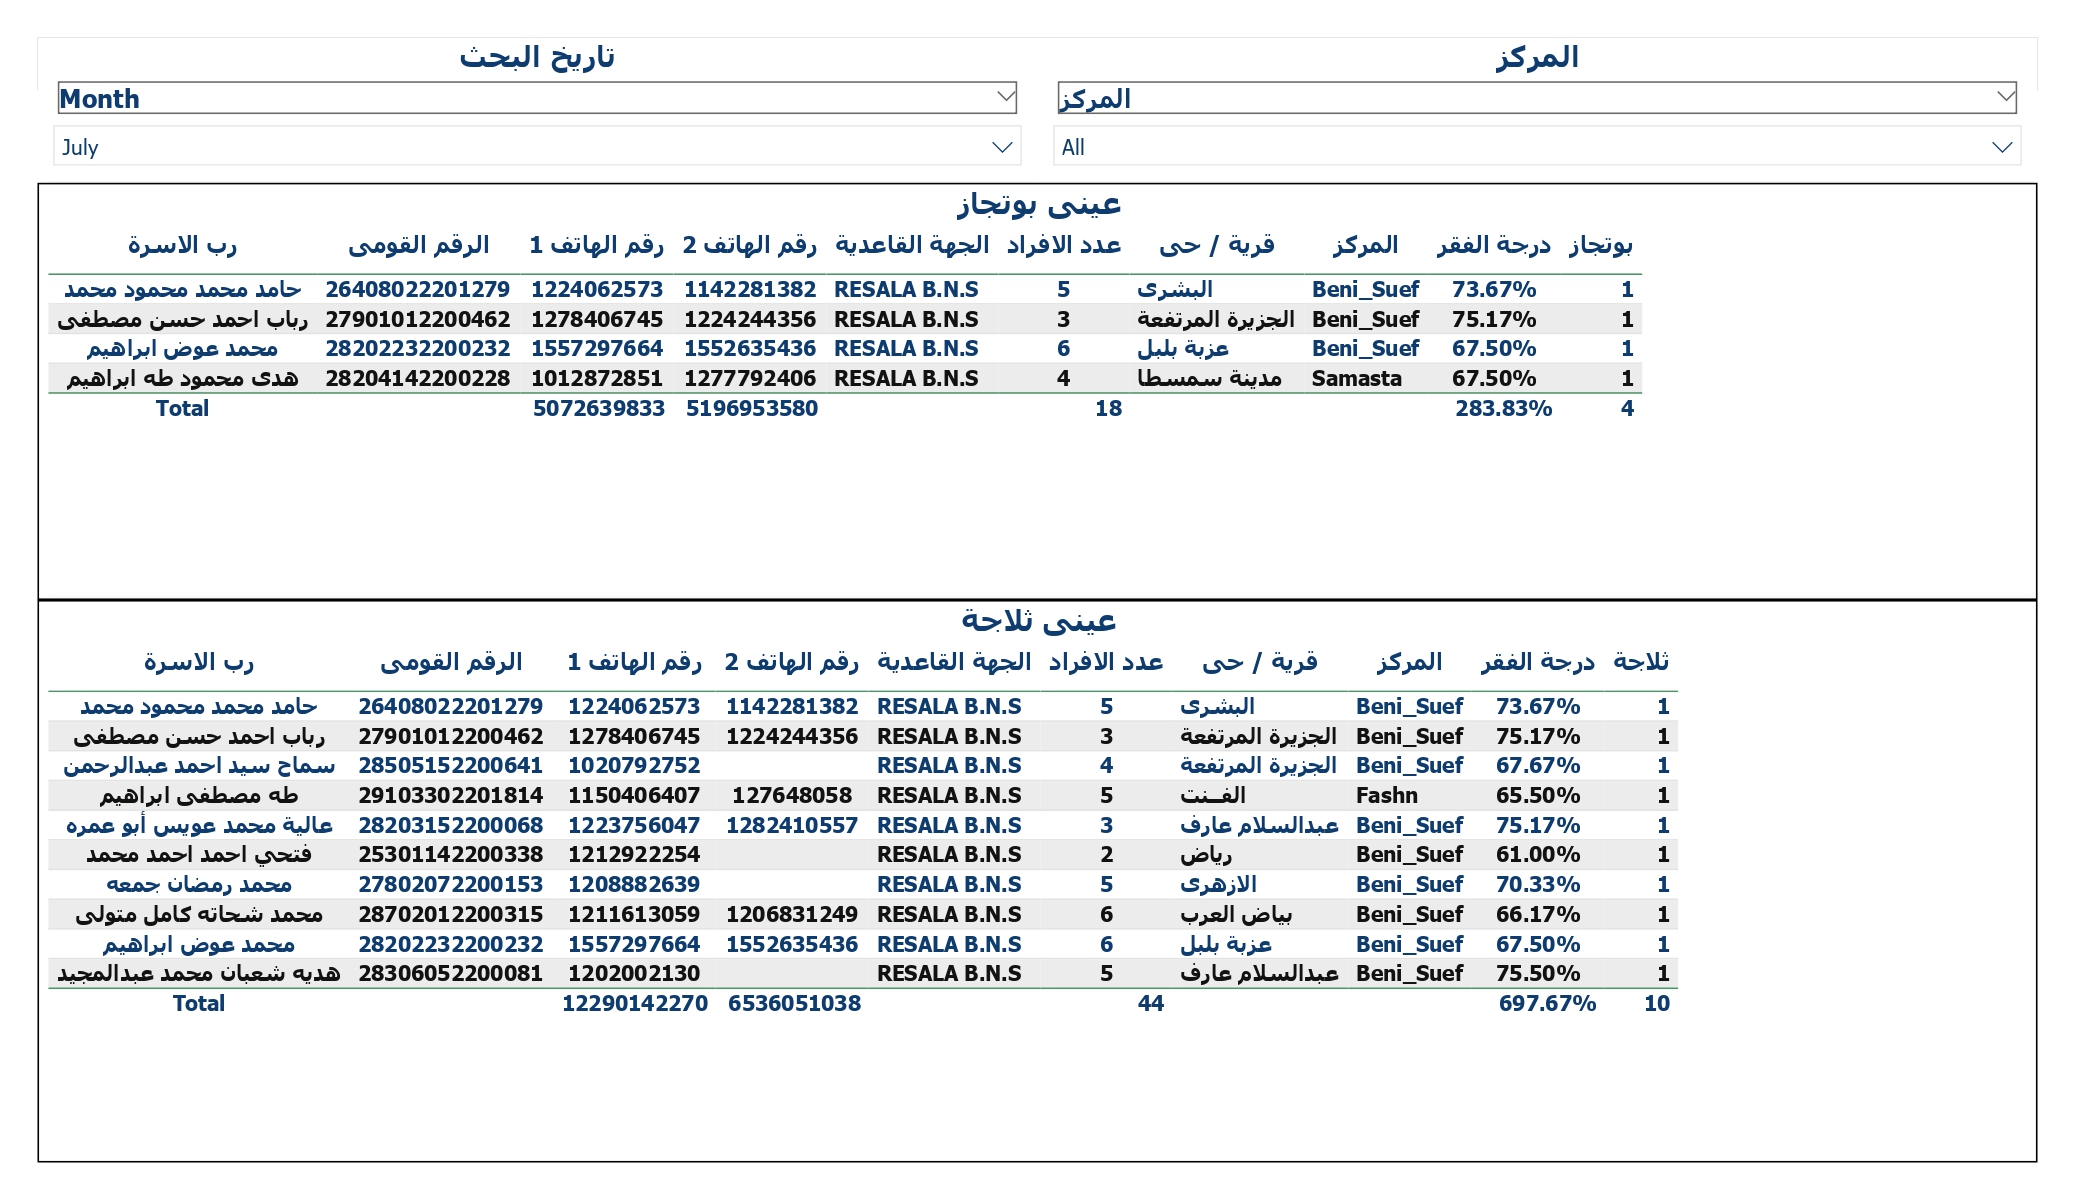 تاريخ البحث
المركز
Month
المركز
July
All
عينى بوتجاز
رب الاسرة الرقم القومى رقم الهاتف 1 رقم الهاتف 2 الجهة القاعدية عدد الافراد قرية / حى المركز درجة الفقر بوتجاز
حامد محمد محمود محمد 26408022201279 1224062573 1142281382 RESALA B.N.S 5 البشرى Beni_Suef 73.67% 1
رباب احمد حسن مصطفى 27901012200462 1278406745 1224244356 RESALA B.N.S 3 الجزيرة المرتفعة Beni_Suef 75.17% 1
محمد عوض ابراهيم 28202232200232 1557297664 1552635436 RESALA B.N.S 6 عزبة بلبل Beni_Suef 67.50% 1
هدى محمود طه ابراهيم 28204142200228 1012872851 1277792406 RESALA B.N.S 4 مدينة سمسطا Samasta 67.50% 1
Total 5072639833 5196953580 18 283.83% 4
عينى ثلاجة
رب الاسرة الرقم القومى رقم الهاتف 1 رقم الهاتف 2 الجهة القاعدية عدد الافراد قرية / حى المركز درجة الفقر ثلاجة
حامد محمد محمود محمد 26408022201279 1224062573 1142281382 RESALA B.N.S 5 البشرى Beni_Suef 73.67% 1
رباب احمد حسن مصطفى 27901012200462 1278406745 1224244356 RESALA B.N.S 3 الجزيرة المرتفعة Beni_Suef 75.17% 1
سماح سيد احمد عبدالرحمن 28505152200641 1020792752 RESALA B.N.S 4 الجزيرة المرتفعة Beni_Suef 67.67% 1
طه مصطفى ابراهيم 29103302201814 1150406407 127648058 RESALA B.N.S 5 الفــنت Fashn 65.50% 1
عالية محمد عويس أبو عمره 28203152200068 1223756047 1282410557 RESALA B.N.S 3 عبدالسلام عارف Beni_Suef 75.17% 1
فتحي احمد احمد محمد 25301142200338 1212922254 RESALA B.N.S 2 رياض Beni_Suef 61.00% 1
محمد رمضان جمعه 27802072200153 1208882639 RESALA B.N.S 5 الازهرى Beni_Suef 70.33% 1
محمد شحاته كامل متولى 28702012200315 1211613059 1206831249 RESALA B.N.S 6 بياض العرب Beni_Suef 66.17% 1
محمد عوض ابراهيم 28202232200232 1557297664 1552635436 RESALA B.N.S 6 عزبة بلبل Beni_Suef 67.50% 1
هديه شعبان محمد عبدالمجيد 28306052200081 1202002130 RESALA B.N.S 5 عبدالسلام عارف Beni_Suef 75.50% 1
Total 12290142270 6536051038 44 697.67% 10